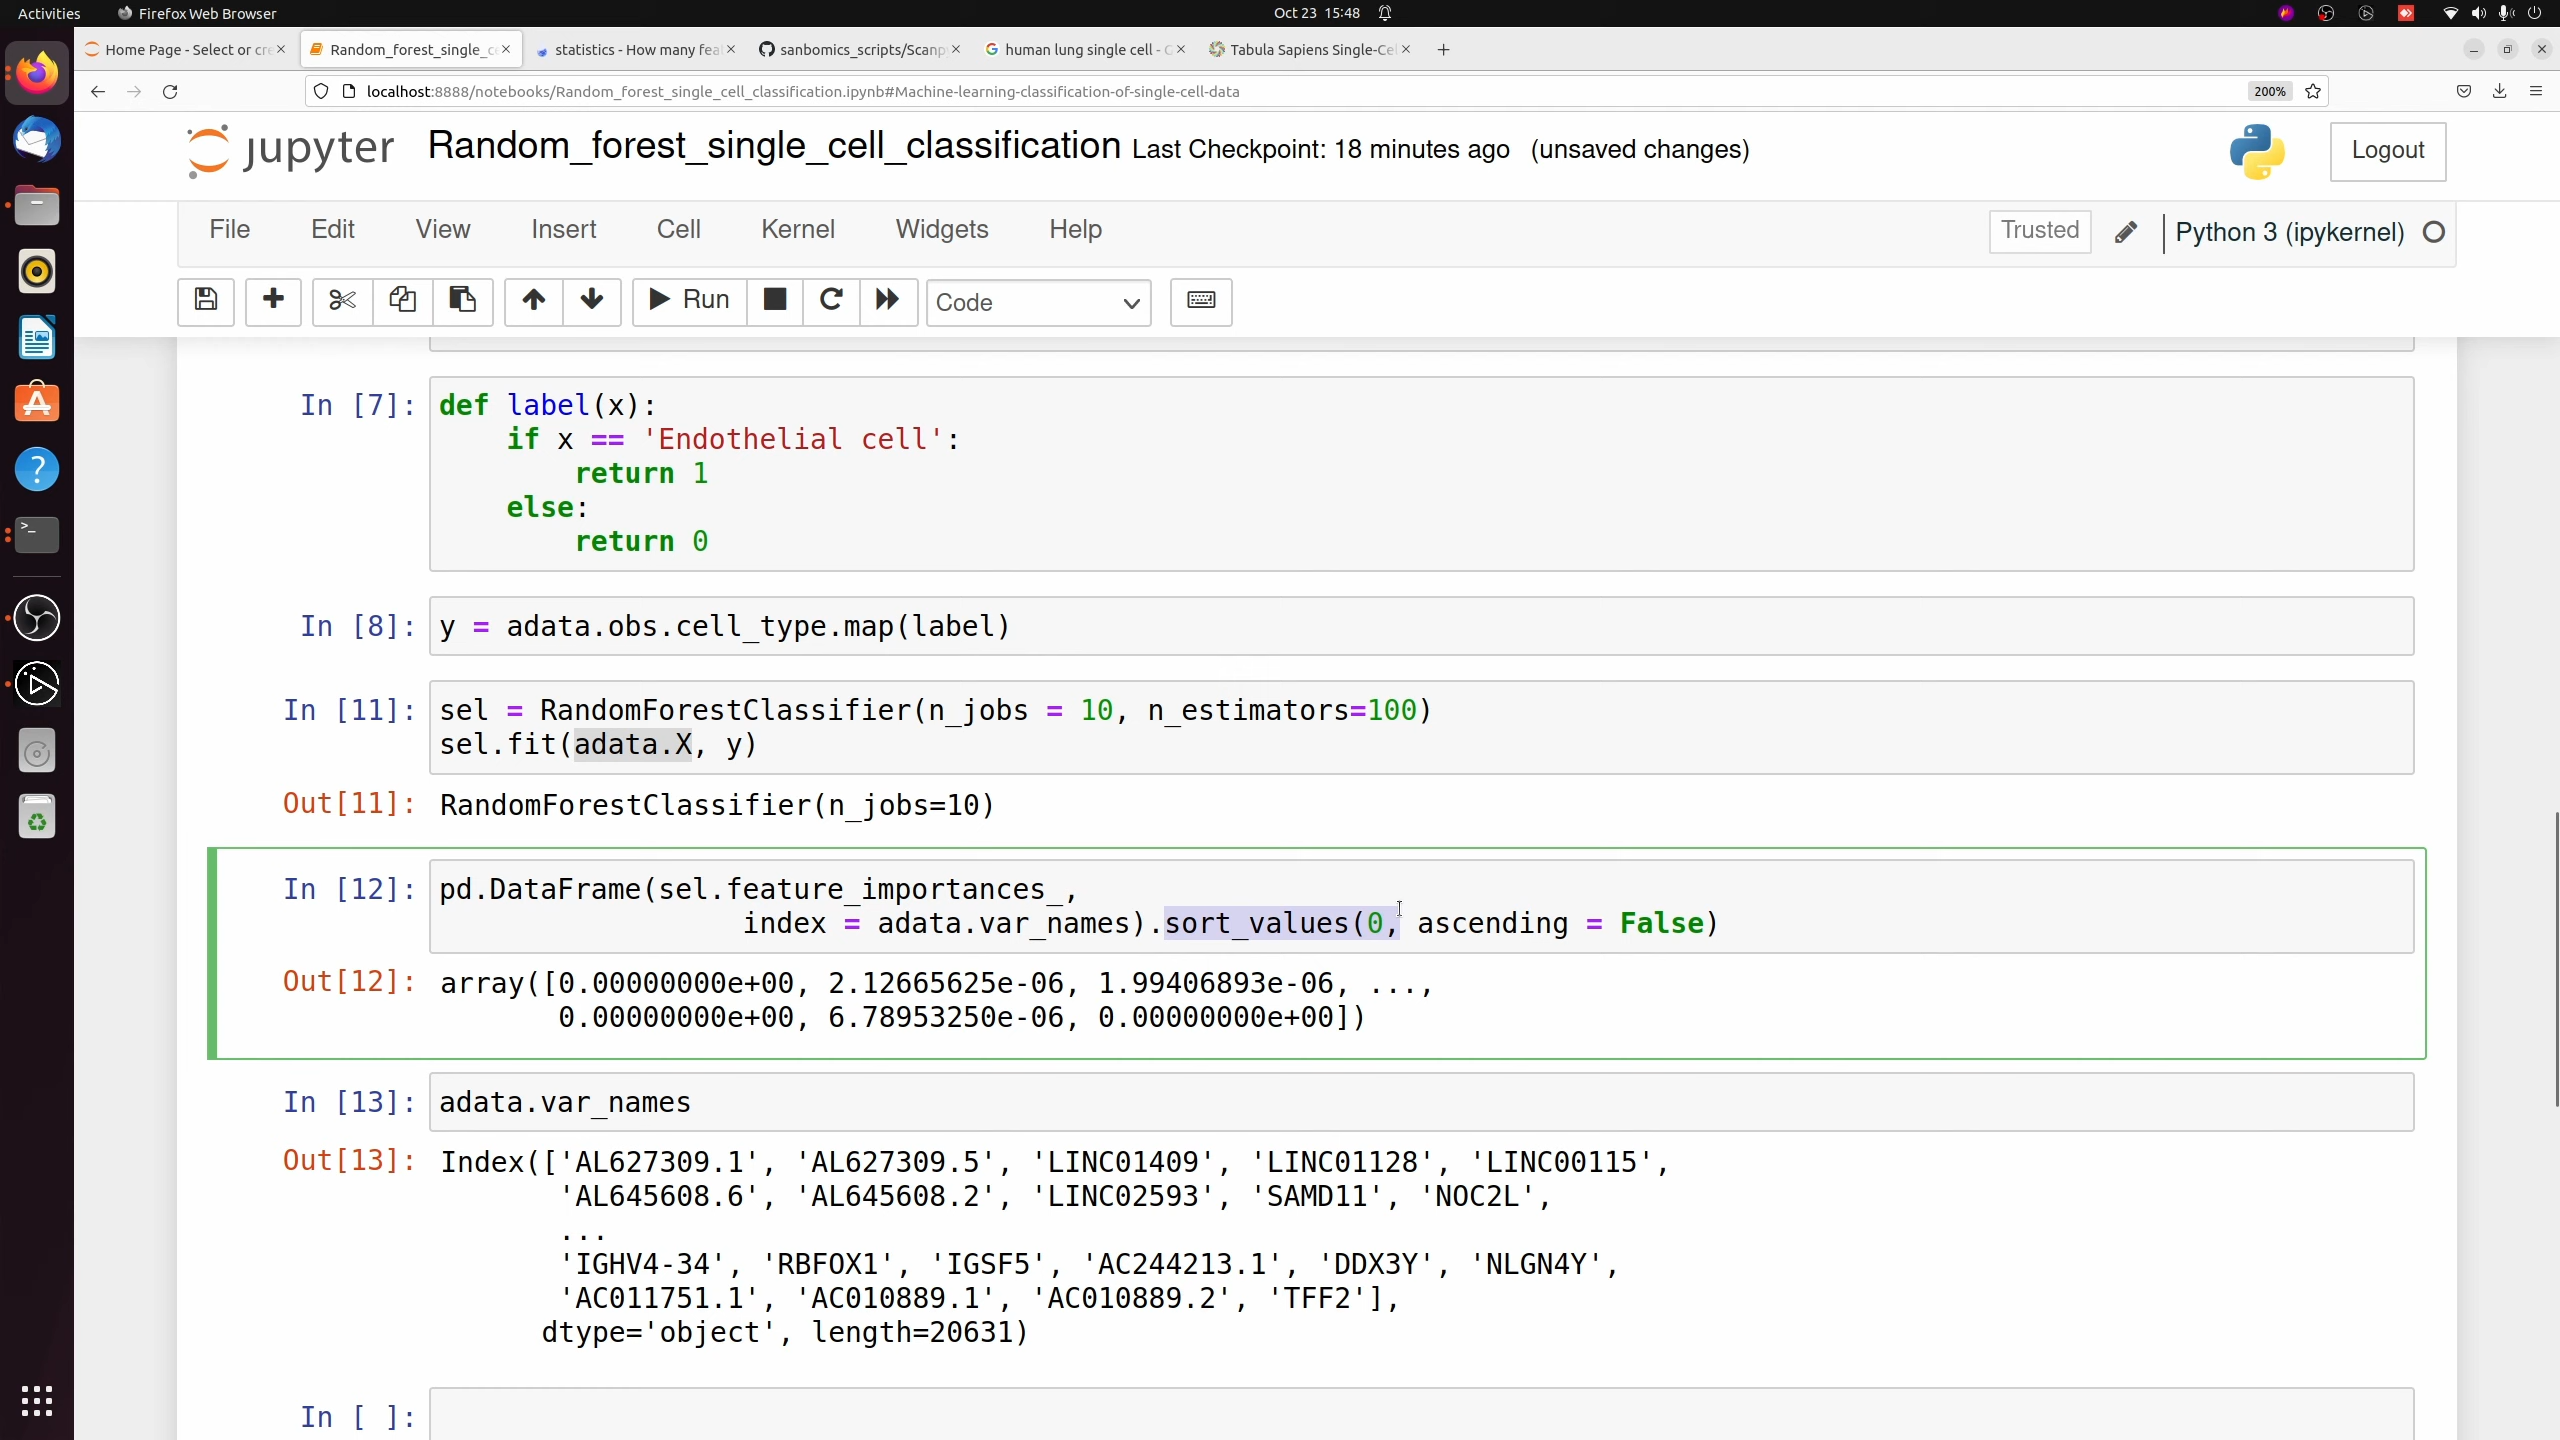 Activities Firefox Web Browser Oct 23 15:48
Home Page - Select or cre Random_forest_single_ce statistics - How many fea sanbomics_scripts/Scanp human lung single cell - G Tabula Sapiens Single-Cel
localhost:8888/notebooks/Random_forest_single_cell_classification.ipynb#Machine-learning-classification-of-single-cell-data 200%
jupyter Random_forest_single_cell_classification Last Checkpoint: 18 minutes ago (unsaved changes) Logout
File Edit View Insert Cell Kernel Widgets Help Trusted Python 3 (ipykernel)
Run Code
In [7]: def label(x):
if x == 'Endothelial cell':
return 1
else:
return 0
In [8]: y = adata.obs.cell_type.map(label)
In [11]: sel = RandomForestClassifier(n_jobs = 10, n_estimators=100)
sel.fit(adata.X, y)
Out[11]: RandomForestClassifier(n_jobs=10)
In [12]: pd.DataFrame(sel.feature_importances_,
index = adata.var_names).sort_values(0, ascending = False)
Out[12]: array([0.00000000e+00, 2.12665625e-06, 1.99406893e-06, ...,
0.00000000e+00, 6.78953250e-06, 0.00000000e+00])
In [13]: adata.var_names
Out[13]: Index(['AL627309.1', 'AL627309.5', 'LINC01409', 'LINC01128', 'LINC00115',
'AL645608.6', 'AL645608.2', 'LINC02593', 'SAMD11', 'NOC2L',
...
'IGHV4-34', 'RBFOX1', 'IGSF5', 'AC244213.1', 'DDX3Y', 'NLGN4Y',
'AC011751.1', 'AC010889.1', 'AC010889.2', 'TFF2'],
dtype='object', length=20631)
In [ ]: